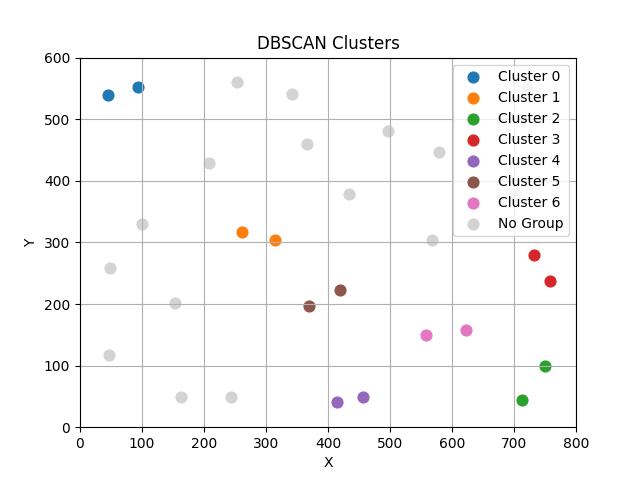 DBSCAN Clusters
600
500
400
300
200
100
0
Y
Cluster 0
Cluster 1
Cluster 2
Cluster 3
Cluster 4
Cluster 5
Cluster 6
No Group
0 100 200 300 400 500 600 700 800
X